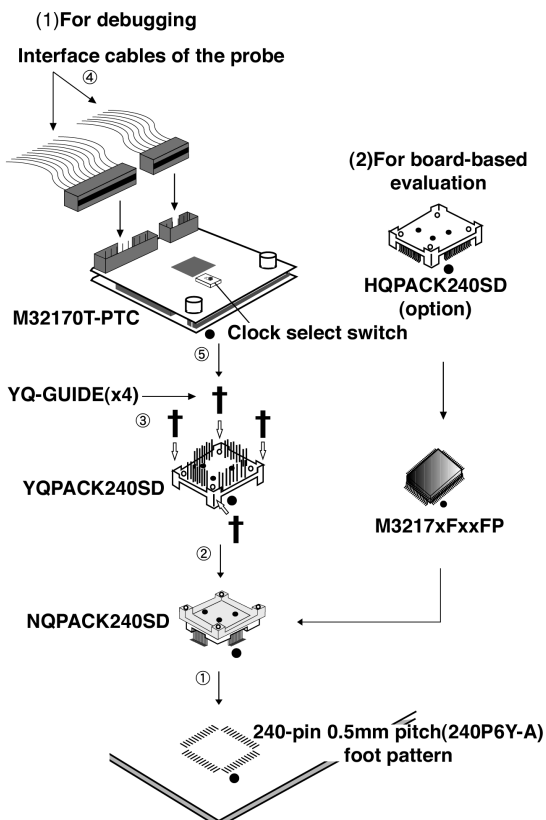 (1)For debugging
Interface cables of the probe
④
(2)For board-based
evaluation
HQPACK240SD
(option)
M32170T-PTC
Clock select switch
⑤
YQ-GUIDE(x4)
③
YQPACK240SD
M3217xFxxFP
②
NQPACK240SD
①
240-pin 0.5mm pitch(240P6Y-A)
foot pattern